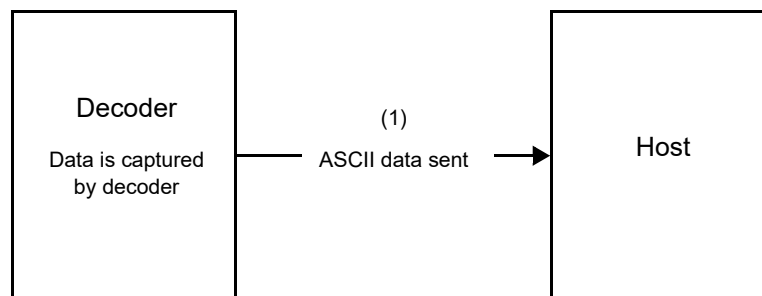 Decoder
Data is captured
by decoder
(1)
ASCII data sent
Host